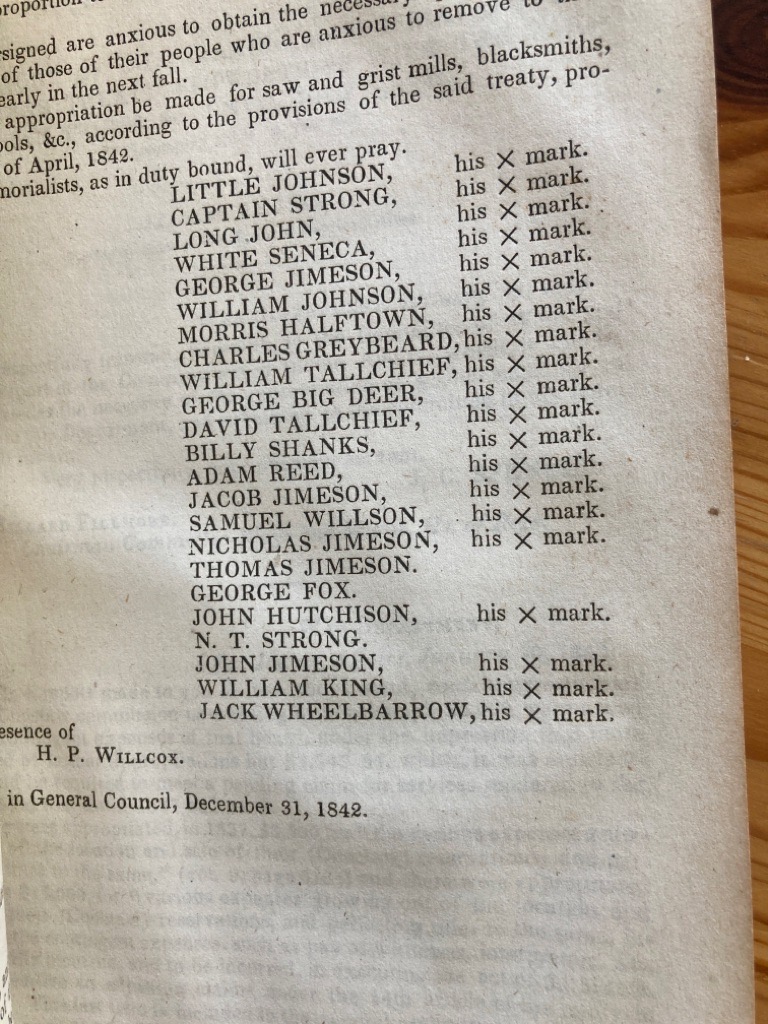 signed are anxious to obtain the
of those of their people who are anxious to remove to
early in the next fall.
appropriation be made for saw and grist mills, blacksmiths,
ools, &c., according to the provisions of the said treaty, pro-
of April, 1842.
morialists, as in duty bound, will ever pray.
LITTLE JOHNSON, his × mark.
CAPTAIN STRONG, his × mark.
LONG JOHN, his × mark.
WHITE SENECA, his × mark.
GEORGE JIMESON, his × mark.
WILLIAM JOHNSON, his × mark.
MORRIS HALFTOWN, his × mark.
CHARLES GREYBEARD, his × mark.
WILLIAM TALLCHIEF, his × mark.
GEORGE BIG DEER, his × mark.
DAVID TALLCHIEF, his × mark.
BILLY SHANKS, his × mark.
ADAM REED, his × mark.
JACOB JIMESON, his × mark.
SAMUEL WILLSON, his × mark.
NICHOLAS JIMESON, his × mark.
THOMAS JIMESON.
GEORGE FOX.
JOHN HUTCHISON, his × mark.
N. T. STRONG.
JOHN JIMESON, his × mark.
WILLIAM KING, his × mark.
JACK WHEELBARROW, his × mark.
esence of
H. P. WILLCOX.
in General Council, December 31, 1842.